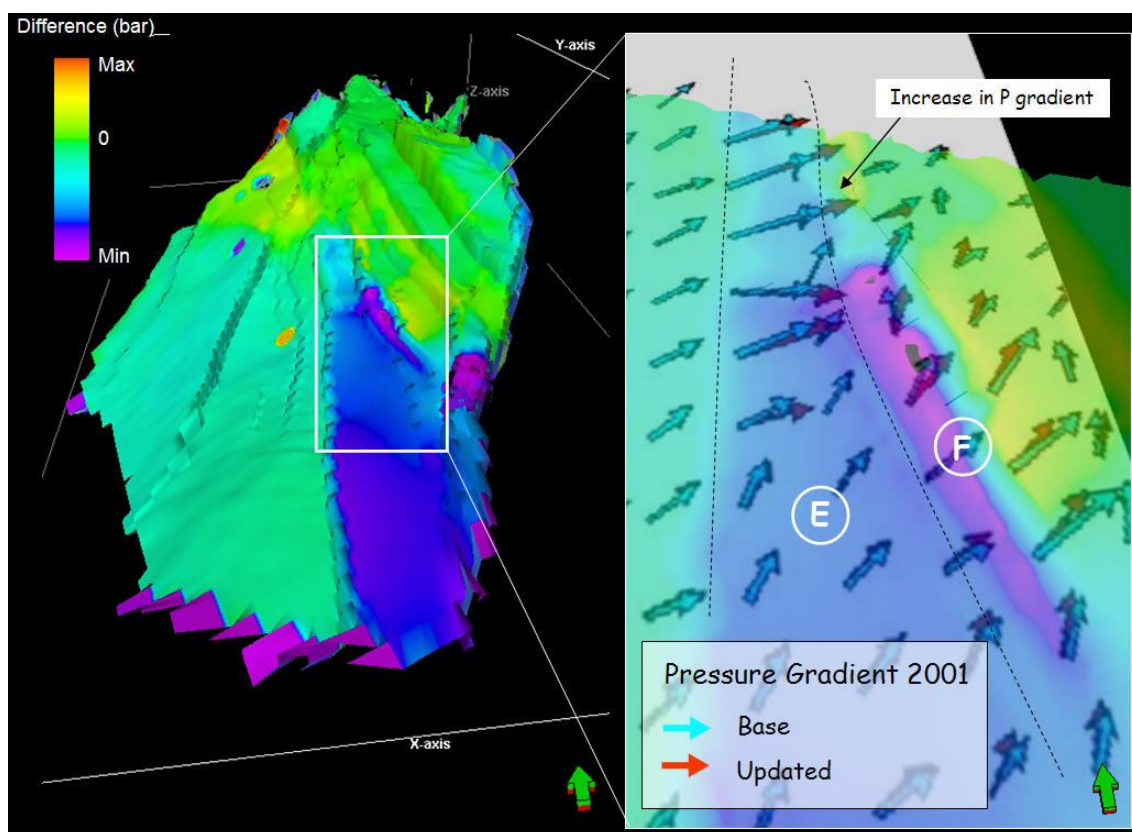 Difference (bar)
Max
0
Min
Y-axis
Z-axis
X-axis
Increase in P gradient
E
F
Pressure Gradient 2001
Base
Updated